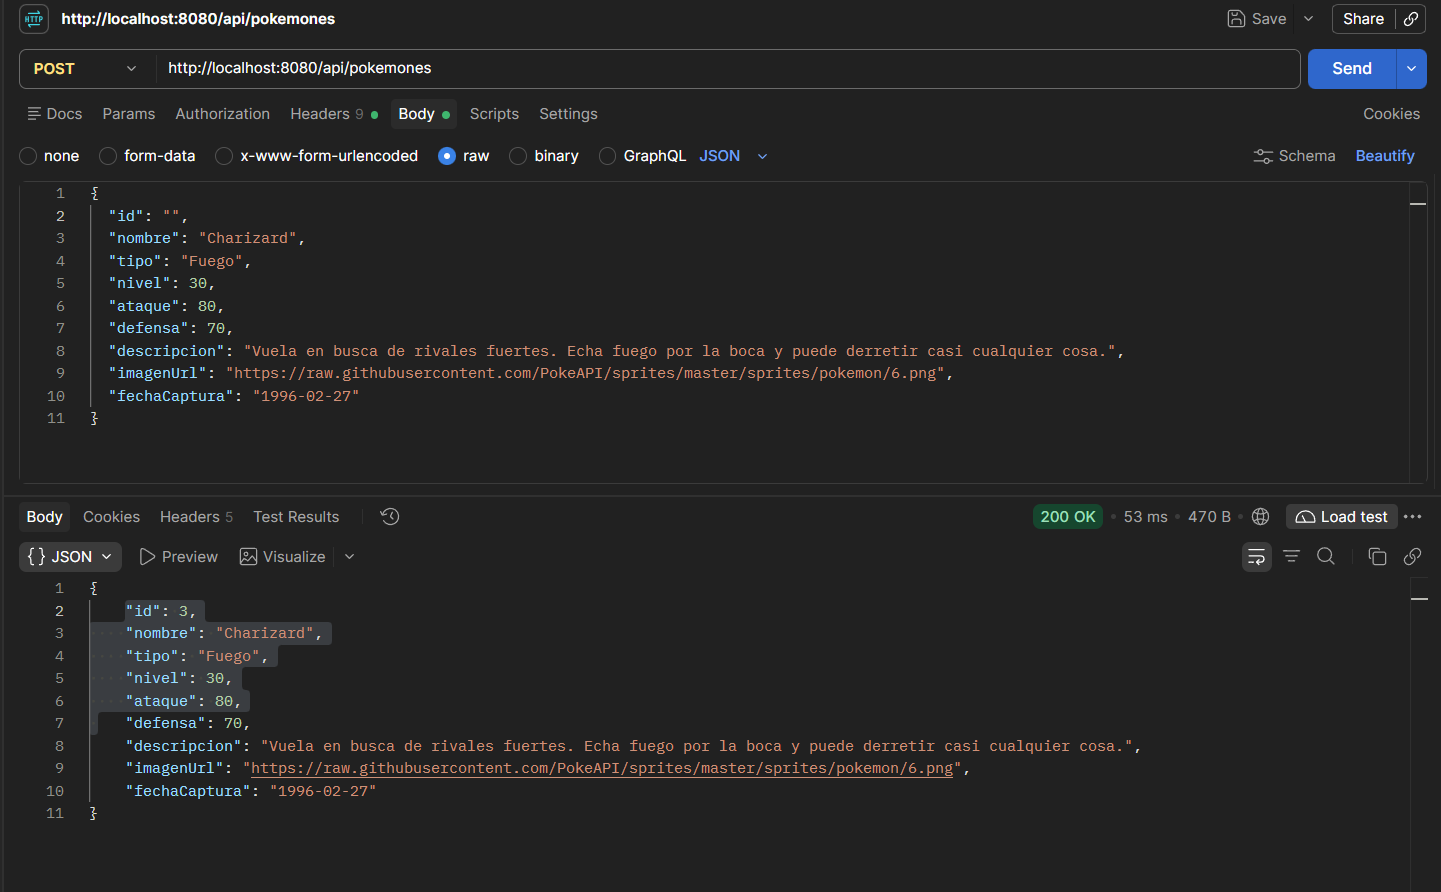 HTTP http://localhost:8080/api/pokemones Save Share
POST http://localhost:8080/api/pokemones Send
Docs Params Authorization Headers 9 Body Scripts Settings Cookies
none form-data x-www-form-urlencoded raw binary GraphQL JSON Schema Beautify
1 {
2 "id": "",
3 "nombre": "Charizard",
4 "tipo": "Fuego",
5 "nivel": 30,
6 "ataque": 80,
7 "defensa": 70,
8 "descripcion": "Vuela en busca de rivales fuertes. Echa fuego por la boca y puede derretir casi cualquier cosa.",
9 "imagenUrl": "https://raw.githubusercontent.com/PokeAPI/sprites/master/sprites/pokemon/6.png",
10 "fechaCaptura": "1996-02-27"
11 }
Body Cookies Headers 5 Test Results 200 OK • 53 ms • 470 B • Load test
{} JSON Preview Visualize
1 {
2 "id": 3,
3 "nombre": "Charizard",
4 "tipo": "Fuego",
5 "nivel": 30,
6 "ataque": 80,
7 "defensa": 70,
8 "descripcion": "Vuela en busca de rivales fuertes. Echa fuego por la boca y puede derretir casi cualquier cosa.",
9 "imagenUrl": "https://raw.githubusercontent.com/PokeAPI/sprites/master/sprites/pokemon/6.png",
10 "fechaCaptura": "1996-02-27"
11 }